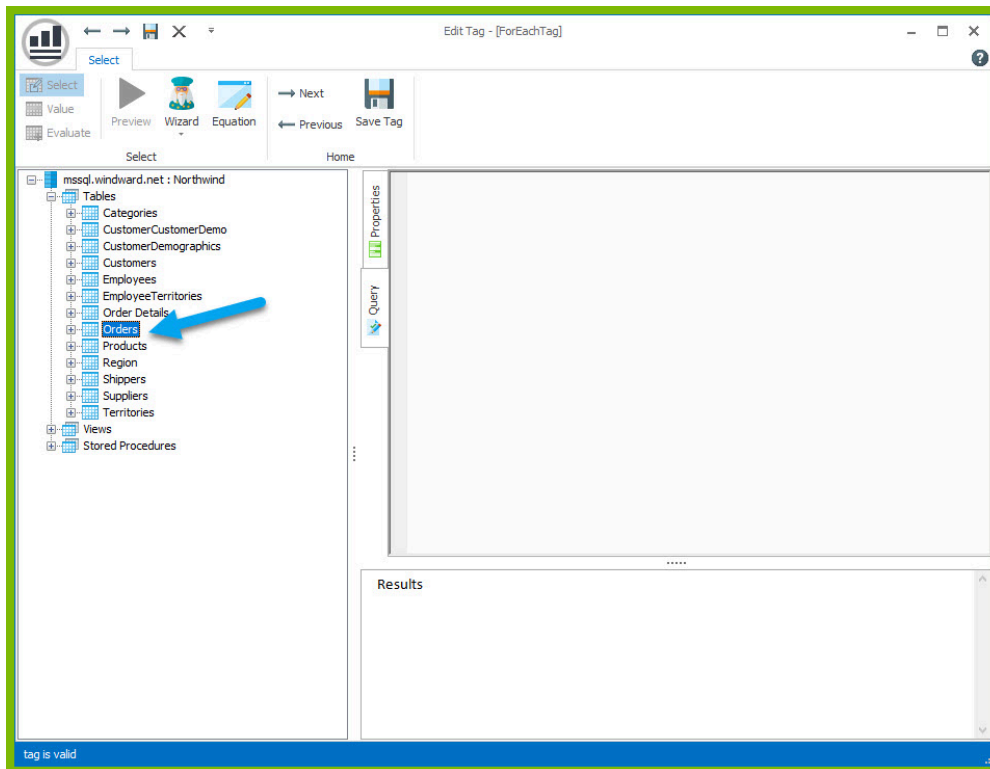 Edit Tag - [ForEachTag]
Select
Select
Value
Evaluate
Preview
Wizard
Equation
Next
Previous
Save Tag
Select
Home
mssql.windward.net : Northwind
Tables
Categories
CustomerCustomerDemo
CustomerDemographics
Customers
Employees
EmployeeTerritories
Order Details
Orders
Products
Region
Shippers
Suppliers
Territories
Views
Stored Procedures
Properties
Query
Results
tag is valid